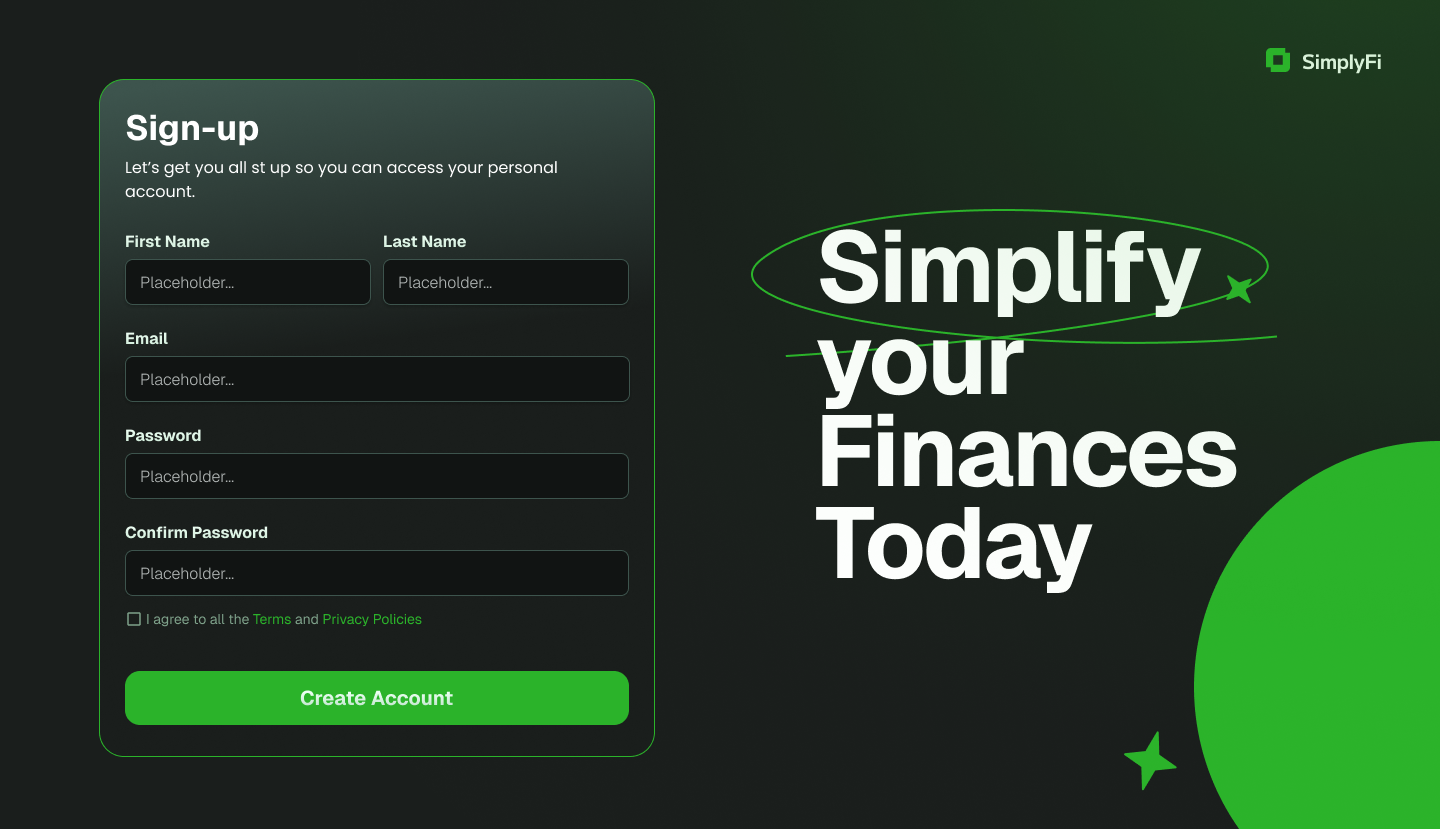 SimplyFi
Sign-up
Let’s get you all st up so you can access your personal
account.
First Name
Last Name
Placeholder...
Placeholder...
Email
Placeholder...
Password
Placeholder...
Confirm Password
Placeholder...
I agree to all the Terms and Privacy Policies
Create Account
Simplify
your
Finances
Today